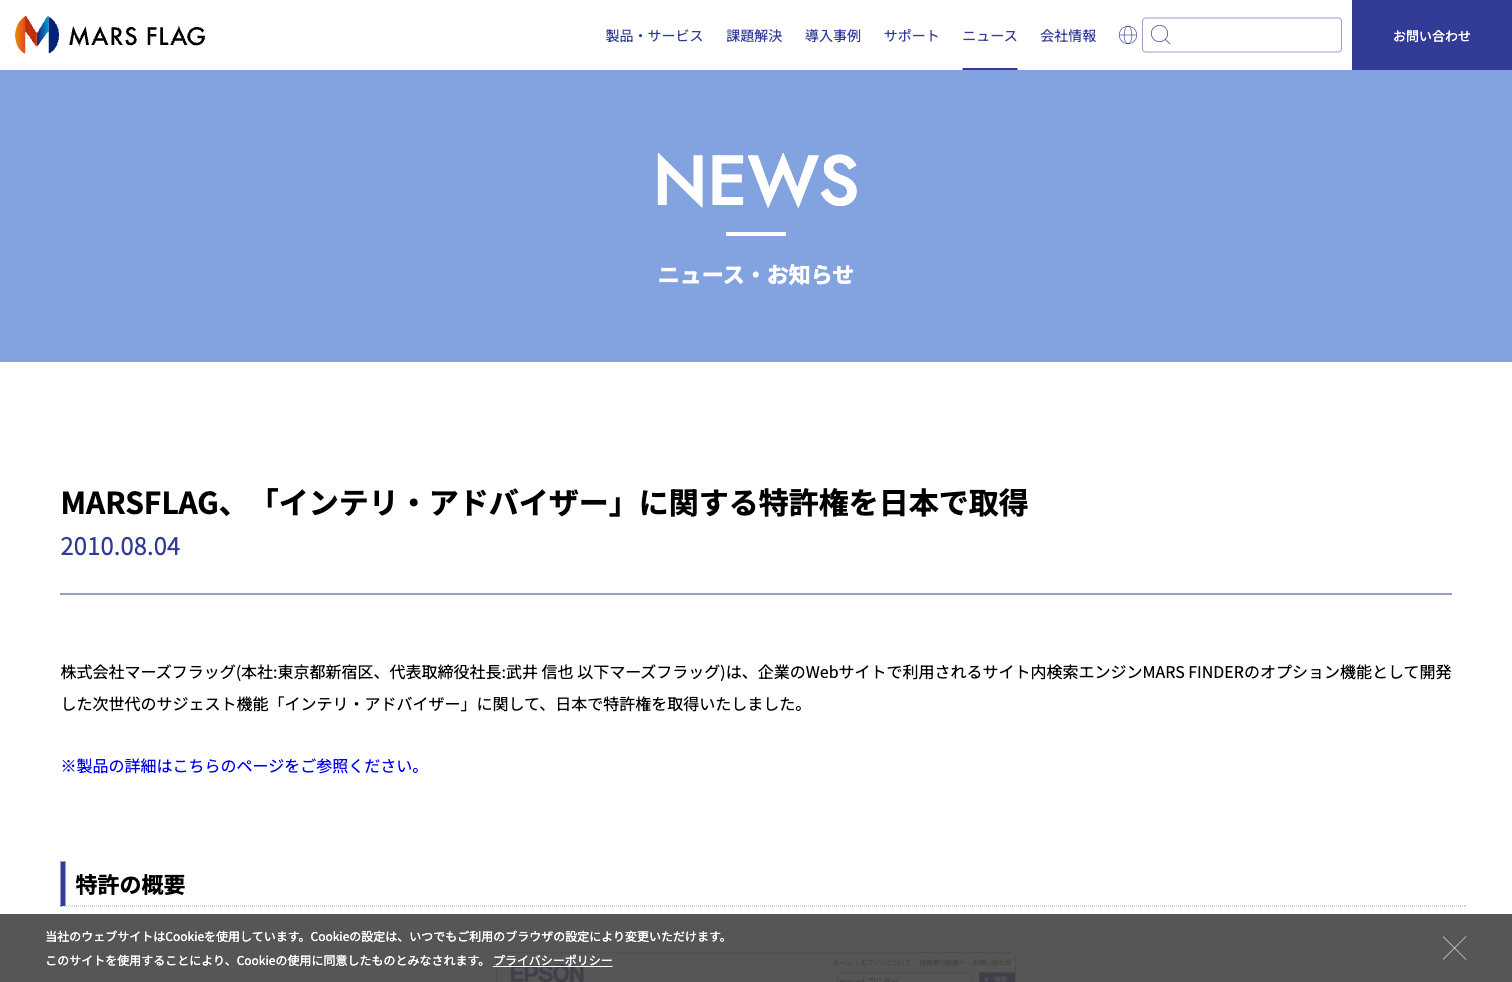 MARS FLAG
製品・サービス 課題解決 導入事例 サポート ニュース 会社情報 お問い合わせ
NEWS
ニュース・お知らせ
MARSFLAG、「インテリ・アドバイザー」に関する特許権を日本で取得
2010.08.04
株式会社マーズフラッグ(本社:東京都新宿区、代表取締役社長:武井 信也 以下マーズフラッグ)は、企業のWebサイトで利用されるサイト内検索エンジンMARS FINDERのオプション機能として開発
した次世代のサジェスト機能「インテリ・アドバイザー」に関して、日本で特許権を取得いたしました。
※製品の詳細はこちらのページをご参照ください。
特許の概要
当社のウェブサイトはCookieを使用しています。Cookieの設定は、いつでもご利用のブラウザの設定により変更いただけます。
このサイトを使用することにより、Cookieの使用に同意したものとみなされます。 プライバシーポリシー
EPSON